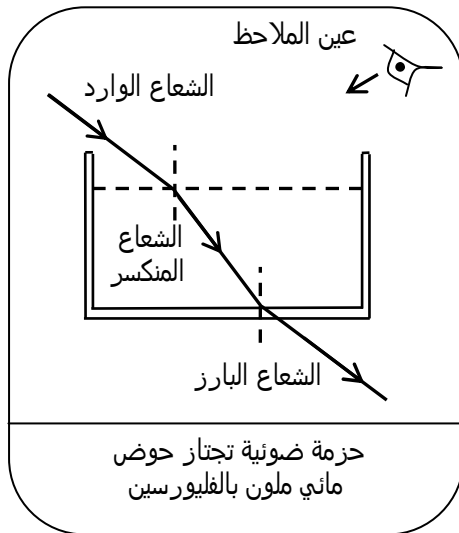 عين الملاحظ
الشعاع الوارد
الشعاع
المنكسر
الشعاع البارز
حزمة ضوئية تجتاز حوض
مائي ملون بالفليورسين